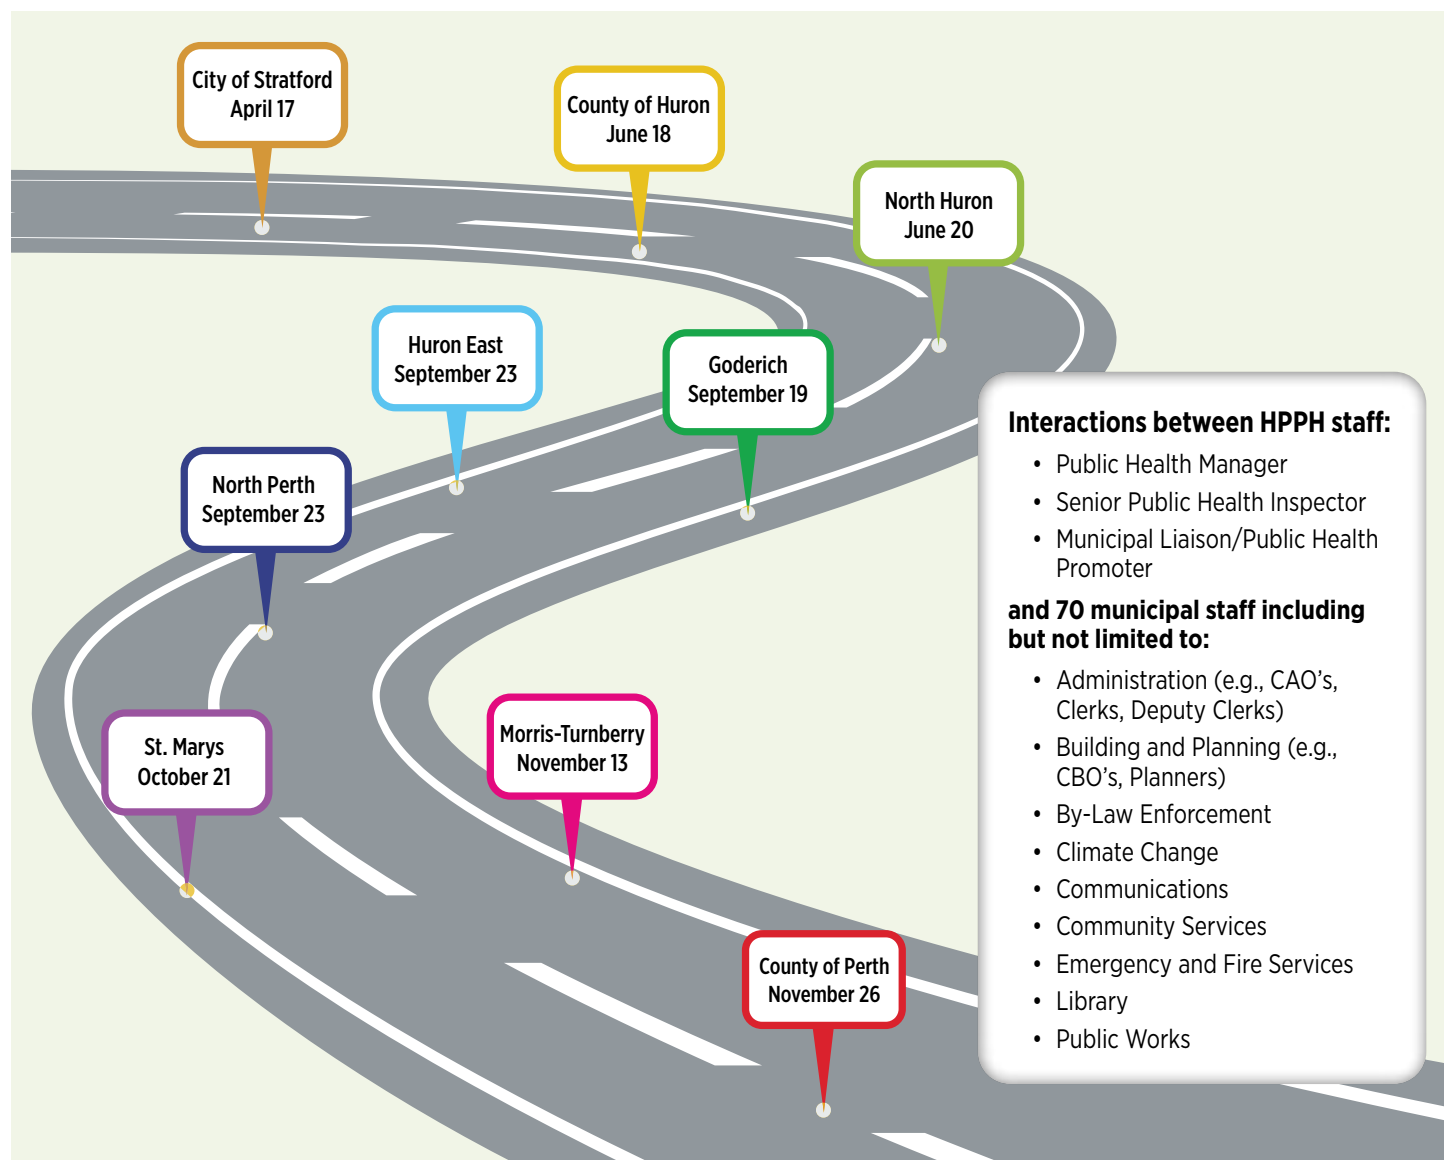 City of Stratford
April 17
County of Huron
June 18
North Huron
June 20
Goderich
September 19
Huron East
September 23
North Perth
September 23
St. Marys
October 21
Morris-Turnberry
November 13
County of Perth
November 26
Interactions between HPPH staff:
• Public Health Manager
• Senior Public Health Inspector
• Municipal Liaison/Public Health
Promoter
and 70 municipal staff including
but not limited to:
• Administration (e.g., CAO's,
Clerks, Deputy Clerks)
• Building and Planning (e.g.,
CBO's, Planners)
• By-Law Enforcement
• Climate Change
• Communications
• Community Services
• Emergency and Fire Services
• Library
• Public Works